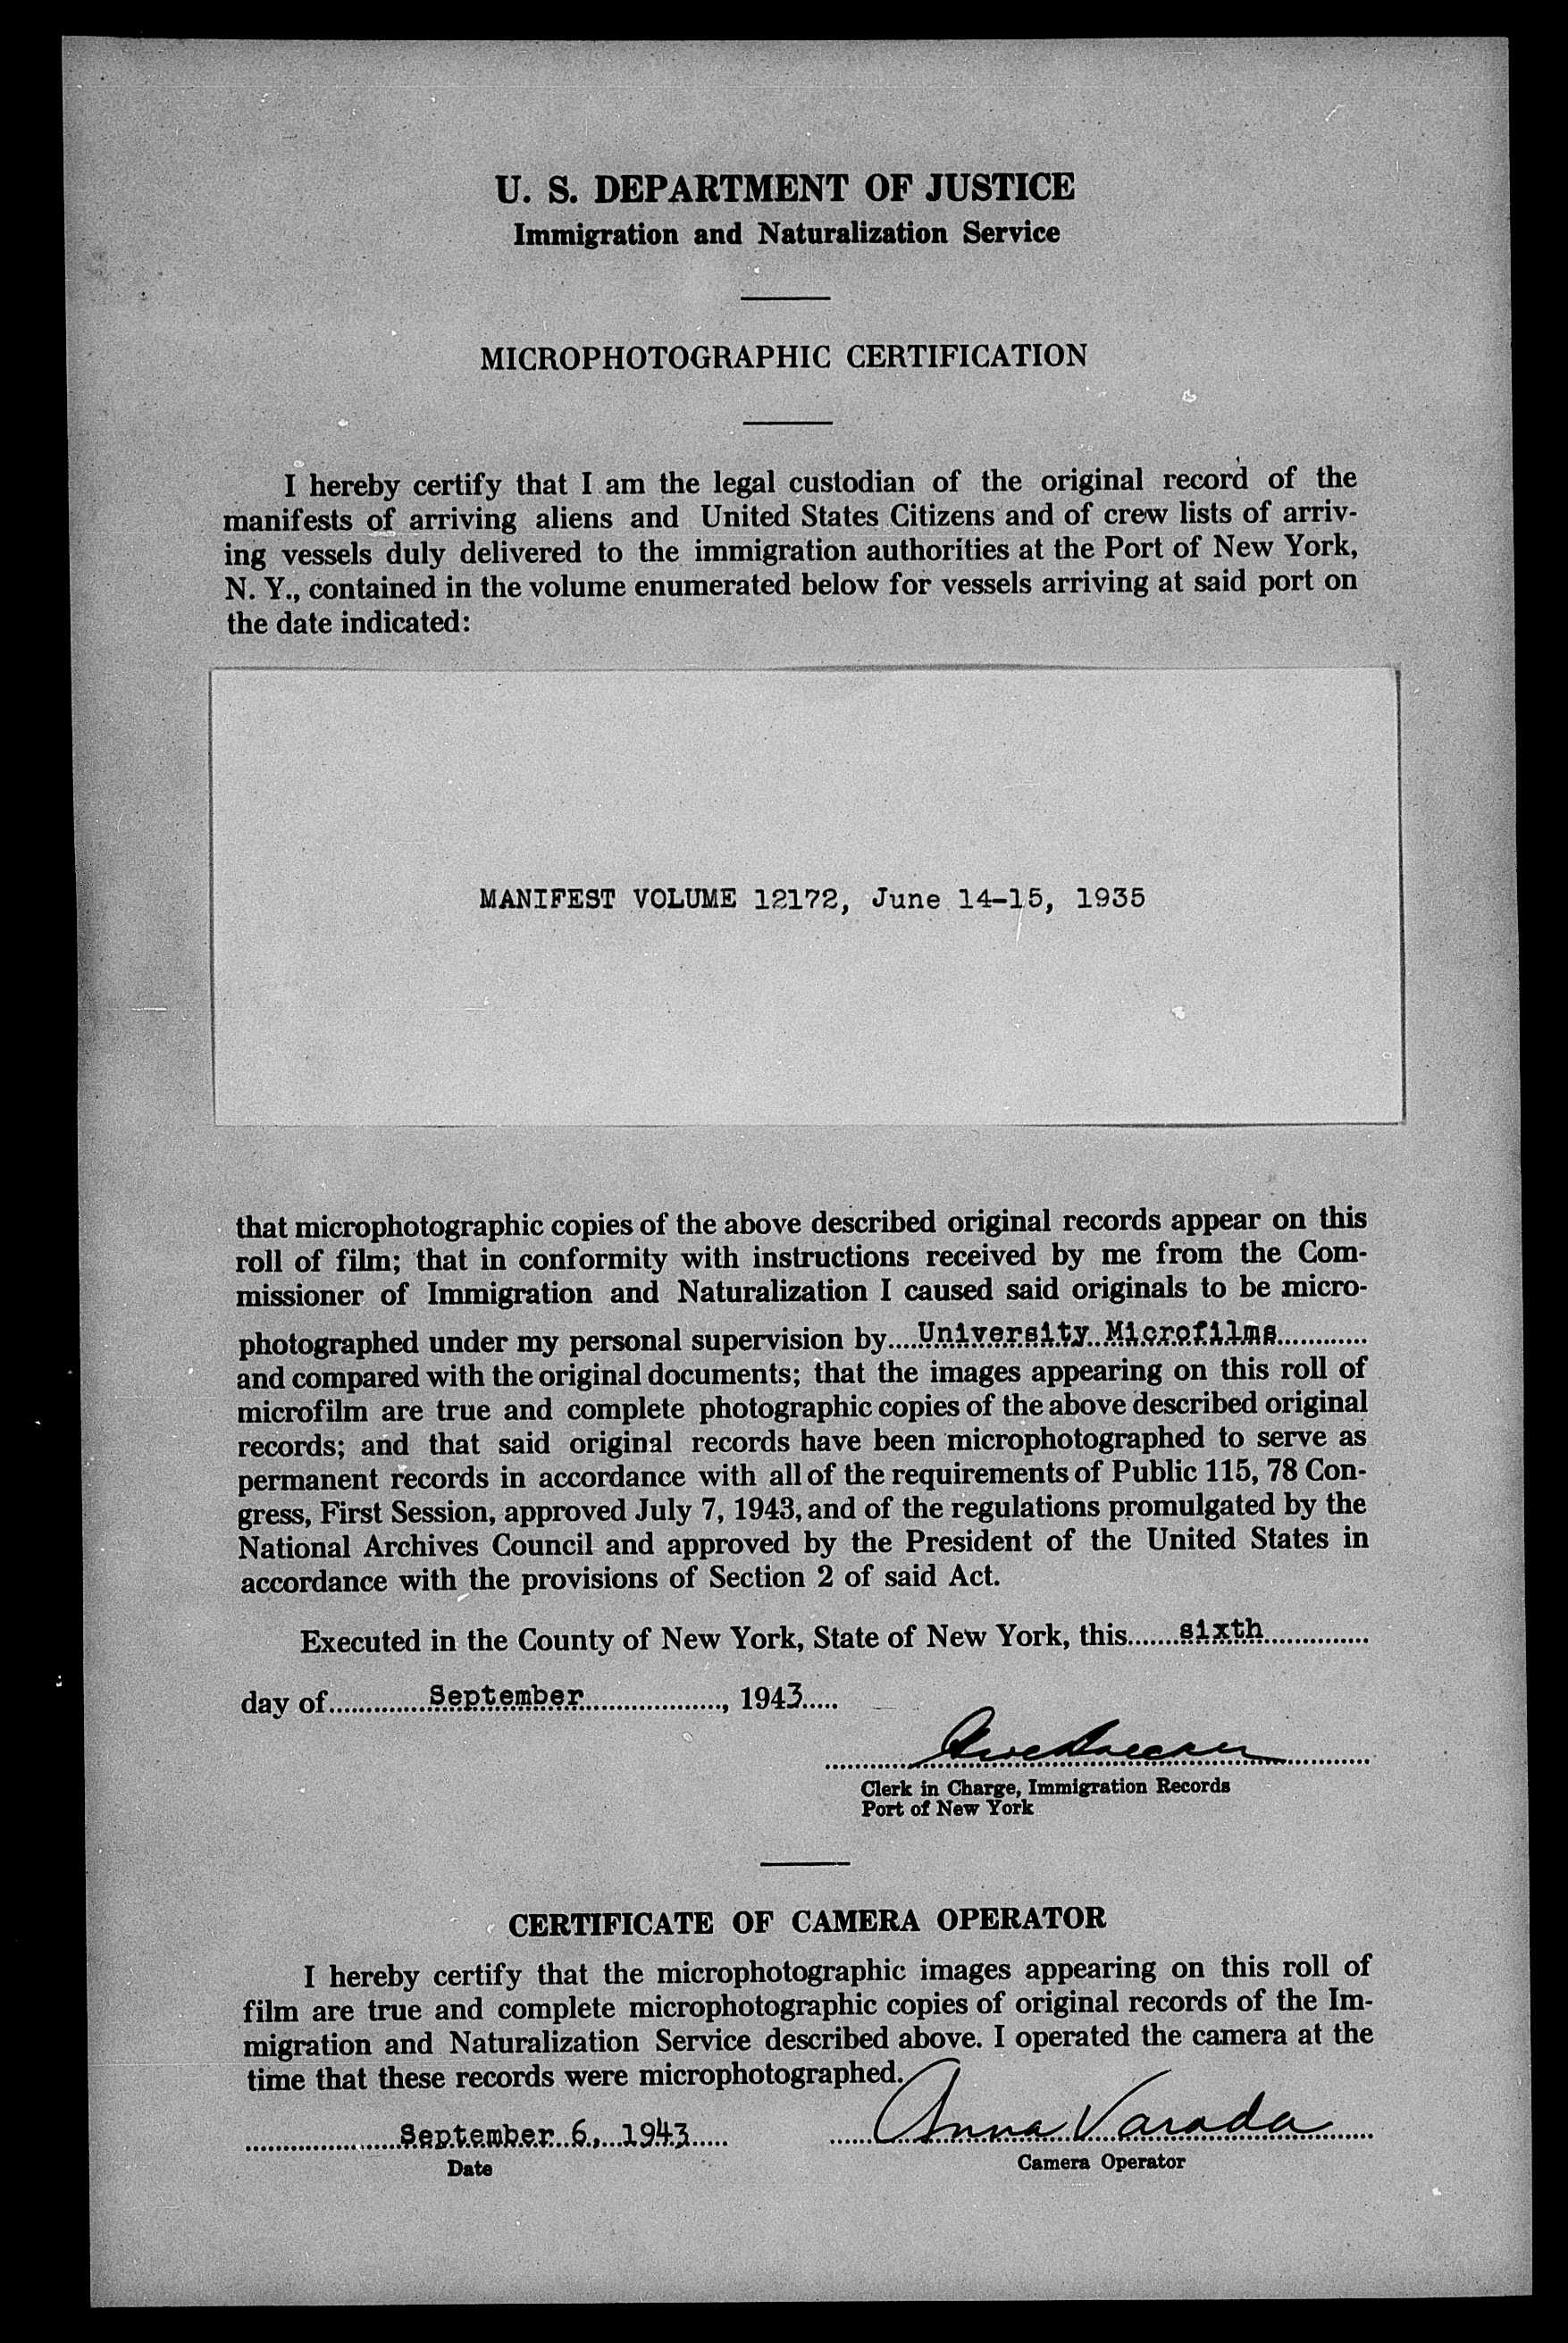 U. S. DEPARTMENT OF JUSTICE
Immigration and Naturalization Service
MICROPHOTOGRAPHIC CERTIFICATION
I hereby certify that I am the legal custodian of the original record of the
manifests of arriving aliens and United States Citizens and of crew lists of arriv-
ing vessels duly delivered to the immigration authorities at the Port of New York,
N. Y., contained in the volume enumerated below for vessels arriving at said port on
the date indicated:
MANIFEST VOLUME 12172, June 14-15, 1935
that microphotographic copies of the above described original records appear on this
roll of film; that in conformity with instructions received by me from the Com-
missioner of Immigration and Naturalization I caused said originals to be micro-
photographed under my personal supervision by....University Microfilms............
and compared with the original documents; that the images appearing on this roll of
microfilm are true and complete photographic copies of the above described original
records; and that said original records have been microphotographed to serve as
permanent records in accordance with all of the requirements of Public 115, 78 Con-
gress, First Session, approved July 7, 1943, and of the regulations promulgated by the
National Archives Council and approved by the President of the United States in
accordance with the provisions of Section 2 of said Act.
Executed in the County of New York, State of New York, this.......sixth...............
day of.............September..................., 1943.....
Clerk in Charge, Immigration Records
Port of New York
CERTIFICATE OF CAMERA OPERATOR
I hereby certify that the microphotographic images appearing on this roll of
film are true and complete microphotographic copies of original records of the Im-
migration and Naturalization Service described above. I operated the camera at the
time that these records were microphotographed.
September 6, 1943..... Anna Varada
Date Camera Operator